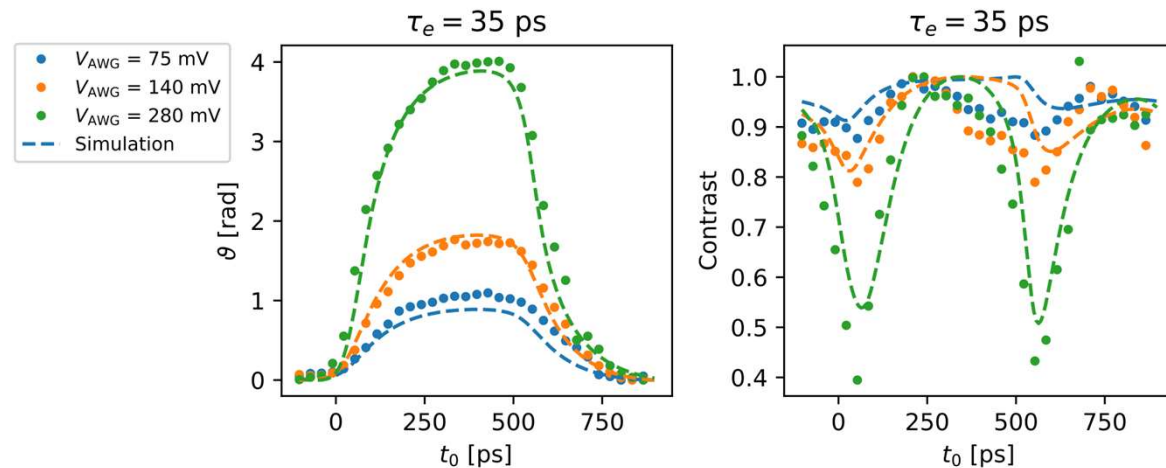 V_AWG = 75 mV
V_AWG = 140 mV
V_AWG = 280 mV
Simulation
τ_e = 35 ps
4
3
2
1
0
ϑ [rad]
0 250 500 750
t_0 [ps]
τ_e = 35 ps
1.0
0.9
0.8
0.7
0.6
0.5
0.4
Contrast
0 250 500 750
t_0 [ps]